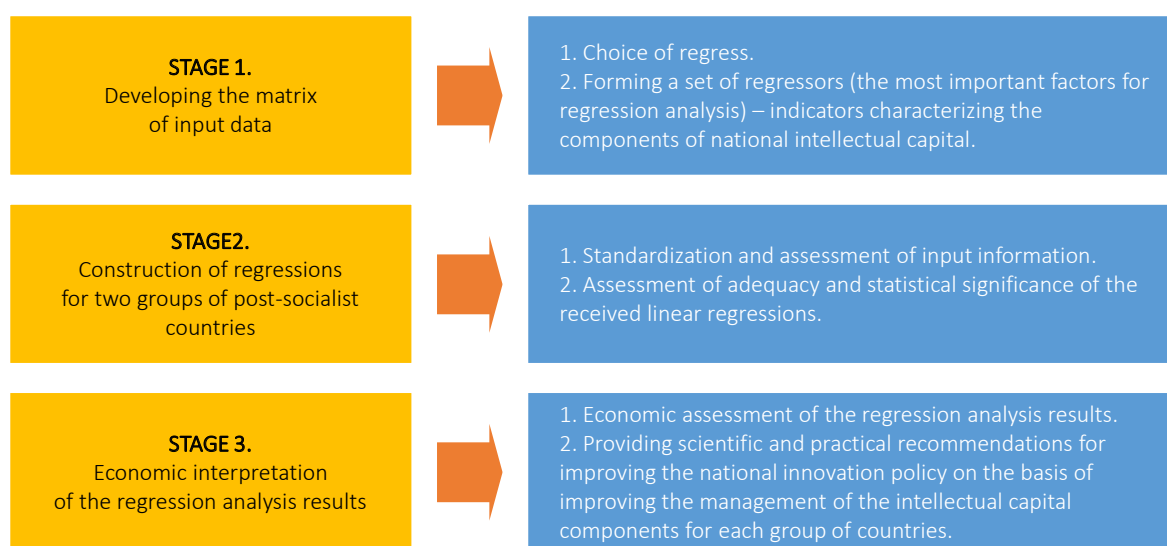 STAGE 1.
Developing the matrix
of input data
1. Choice of regress.
2. Forming a set of regressors (the most important factors for
regression analysis) – indicators characterizing the
components of national intellectual capital.
STAGE2.
Construction of regressions
for two groups of post-socialist
countries
1. Standardization and assessment of input information.
2. Assessment of adequacy and statistical significance of the
received linear regressions.
STAGE 3.
Economic interpretation
of the regression analysis results
1. Economic assessment of the regression analysis results.
2. Providing scientific and practical recommendations for
improving the national innovation policy on the basis of
improving the management of the intellectual capital
components for each group of countries.